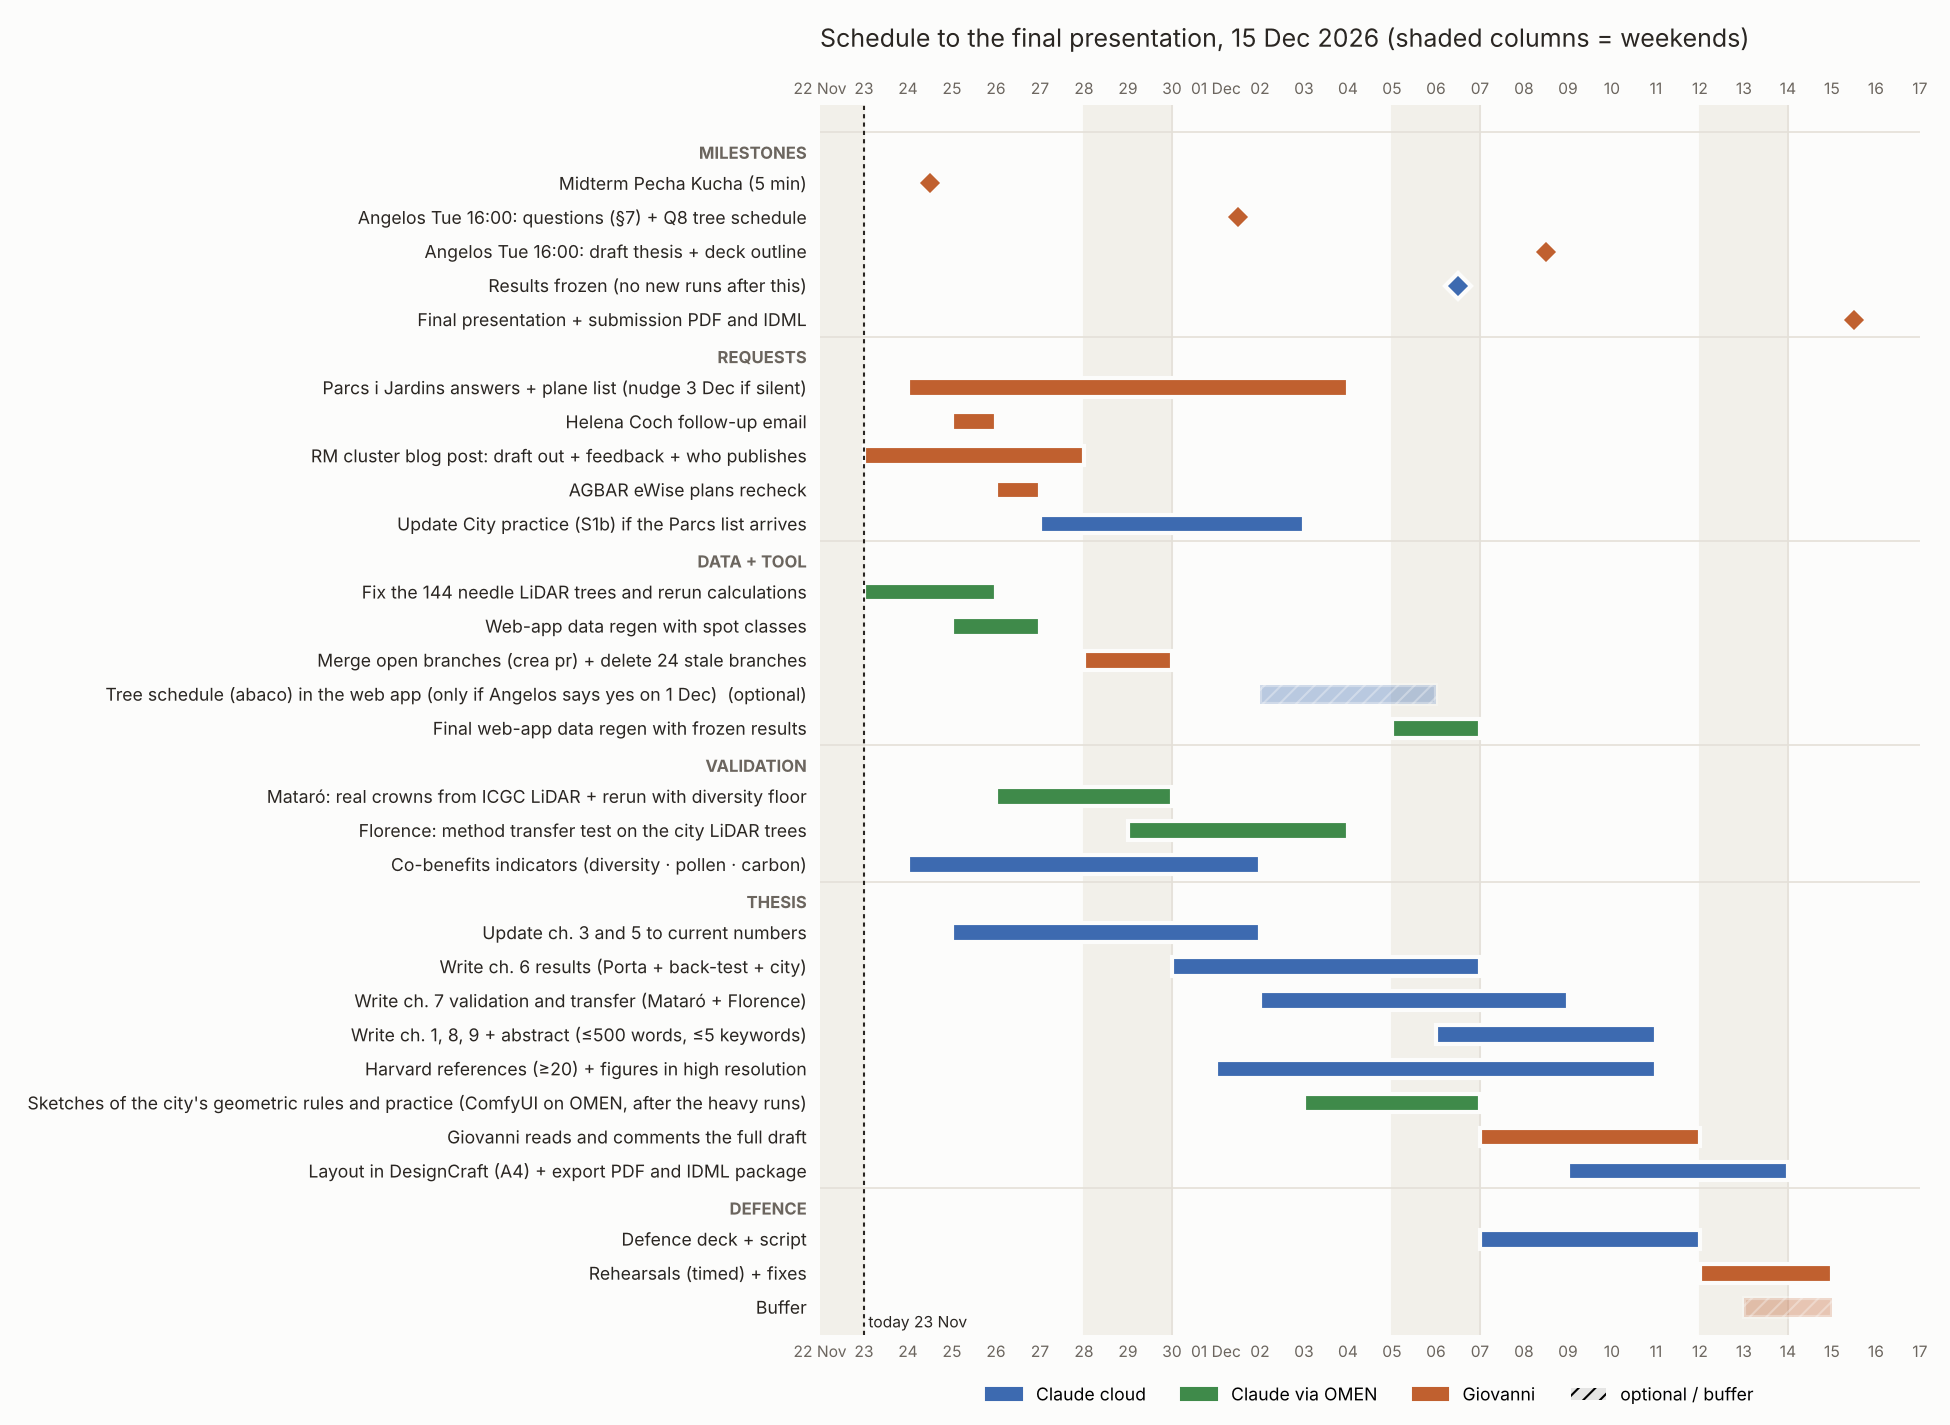 Schedule to the final presentation, 15 Dec 2026 (shaded columns = weekends)
22 Nov 23 24 25 26 27 28 29 30 01 Dec 02 03 04 05 06 07 08 09 10 11 12 13 14 15 16 17
MILESTONES
Midterm Pecha Kucha (5 min)
Angelos Tue 16:00: questions (§7) + Q8 tree schedule
Angelos Tue 16:00: draft thesis + deck outline
Results frozen (no new runs after this)
Final presentation + submission PDF and IDML
REQUESTS
Parcs i Jardins answers + plane list (nudge 3 Dec if silent)
Helena Coch follow-up email
RM cluster blog post: draft out + feedback + who publishes
AGBAR eWise plans recheck
Update City practice (S1b) if the Parcs list arrives
DATA + TOOL
Fix the 144 needle LiDAR trees and rerun calculations
Web-app data regen with spot classes
Merge open branches (crea pr) + delete 24 stale branches
Tree schedule (abaco) in the web app (only if Angelos says yes on 1 Dec)  (optional)
Final web-app data regen with frozen results
VALIDATION
Mataró: real crowns from ICGC LiDAR + rerun with diversity floor
Florence: method transfer test on the city LiDAR trees
Co-benefits indicators (diversity · pollen · carbon)
THESIS
Update ch. 3 and 5 to current numbers
Write ch. 6 results (Porta + back-test + city)
Write ch. 7 validation and transfer (Mataró + Florence)
Write ch. 1, 8, 9 + abstract (≤500 words, ≤5 keywords)
Harvard references (≥20) + figures in high resolution
Sketches of the city's geometric rules and practice (ComfyUI on OMEN, after the heavy runs)
Giovanni reads and comments the full draft
Layout in DesignCraft (A4) + export PDF and IDML package
DEFENCE
Defence deck + script
Rehearsals (timed) + fixes
Buffer
today 23 Nov
22 Nov 23 24 25 26 27 28 29 30 01 Dec 02 03 04 05 06 07 08 09 10 11 12 13 14 15 16 17
Claude cloud Claude via OMEN Giovanni optional / buffer